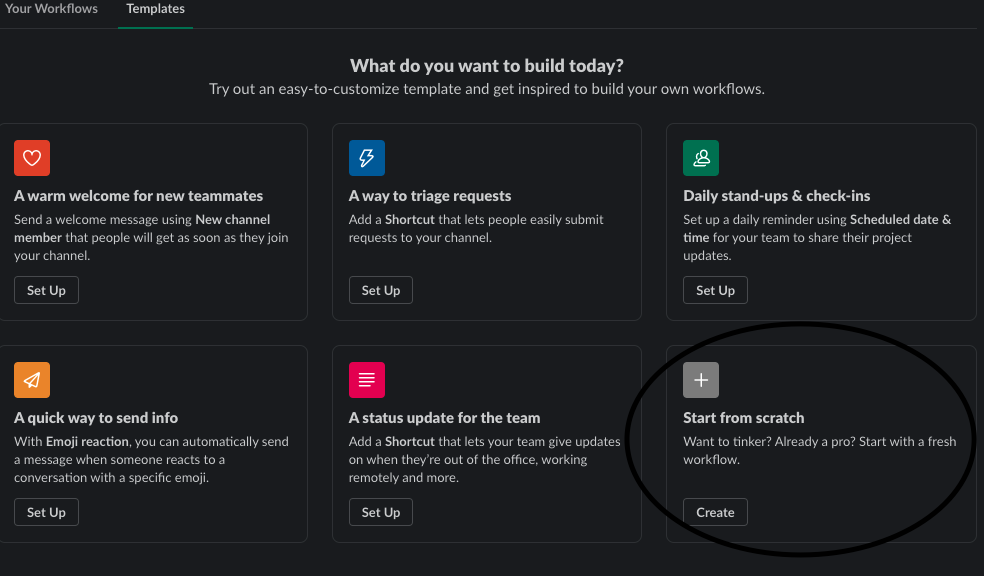 Your Workflows
Templates
What do you want to build today?
Try out an easy-to-customize template and get inspired to build your own workflows.
A warm welcome for new teammates
Send a welcome message using New channel
member that people will get as soon as they join
your channel.
Set Up
A way to triage requests
Add a Shortcut that lets people easily submit
requests to your channel.
Set Up
Daily stand-ups & check-ins
Set up a daily reminder using Scheduled date &
time for your team to share their project
updates.
Set Up
A quick way to send info
With Emoji reaction, you can automatically send
a message when someone reacts to a
conversation with a specific emoji.
Set Up
A status update for the team
Add a Shortcut that lets your team give updates
on when they're out of the office, working
remotely and more.
Set Up
Start from scratch
Want to tinker? Already a pro? Start with a fresh
workflow.
Create